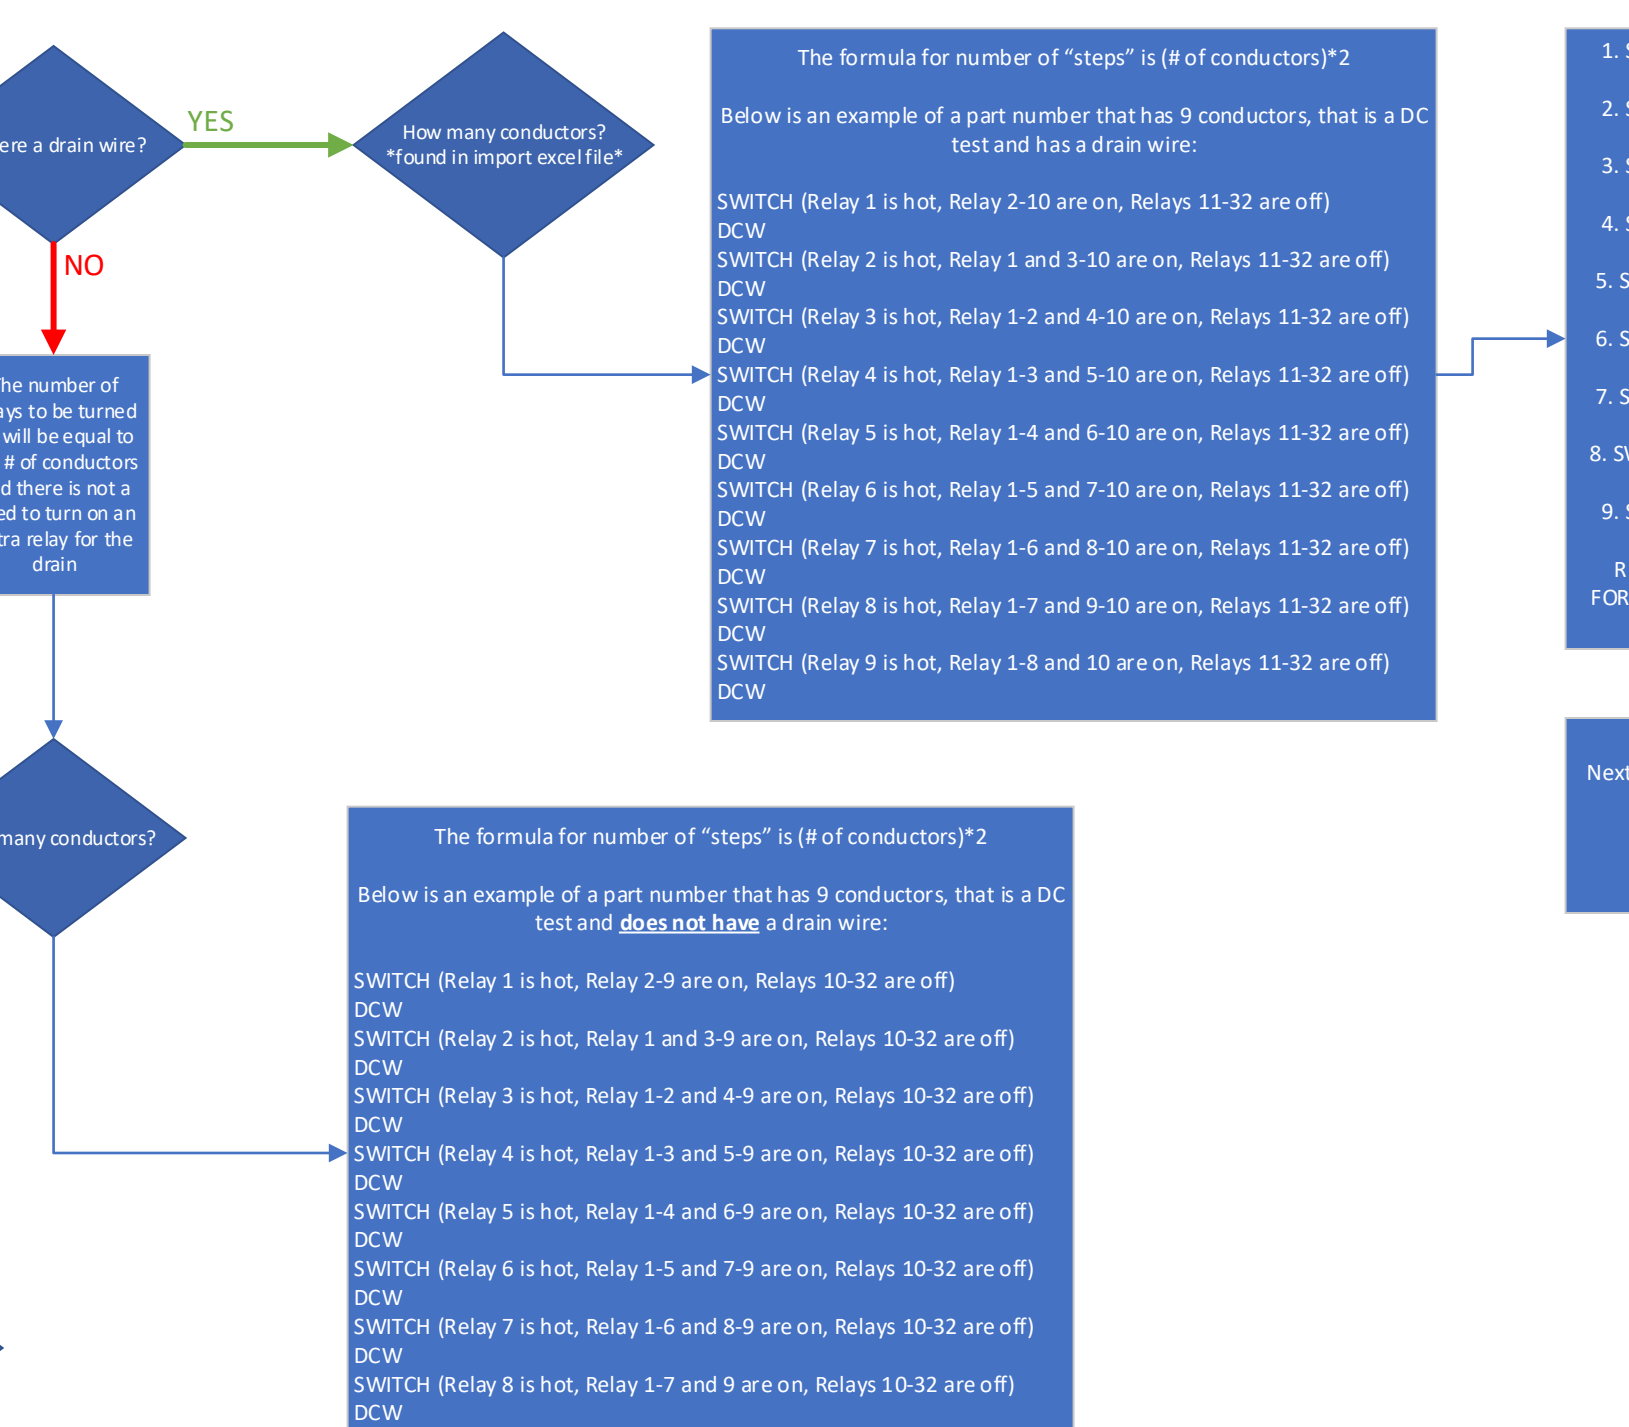 ere a drain wire?
YES
How many conductors?
*found in import excel file*
NO
The formula for number of “steps” is (# of conductors)*2
Below is an example of a part number that has 9 conductors, that is a DC
test and has a drain wire:
SWITCH (Relay 1 is hot, Relay 2-10 are on, Relays 11-32 are off)
DCW
SWITCH (Relay 2 is hot, Relay 1 and 3-10 are on, Relays 11-32 are off)
DCW
SWITCH (Relay 3 is hot, Relay 1-2 and 4-10 are on, Relays 11-32 are off)
DCW
SWITCH (Relay 4 is hot, Relay 1-3 and 5-10 are on, Relays 11-32 are off)
DCW
SWITCH (Relay 5 is hot, Relay 1-4 and 6-10 are on, Relays 11-32 are off)
DCW
SWITCH (Relay 6 is hot, Relay 1-5 and 7-10 are on, Relays 11-32 are off)
DCW
SWITCH (Relay 7 is hot, Relay 1-6 and 8-10 are on, Relays 11-32 are off)
DCW
SWITCH (Relay 8 is hot, Relay 1-7 and 9-10 are on, Relays 11-32 are off)
DCW
SWITCH (Relay 9 is hot, Relay 1-8 and 10 are on, Relays 11-32 are off)
DCW
1. S
2. S
3. S
4. S
5. S
6. S
7. S
8. SW
9. S
R
FOR
Next
he number of
ays to be turned
will be equal to
# of conductors
d there is not a
ed to turn on an
tra relay for the
drain
many conductors?
The formula for number of “steps” is (# of conductors)*2
Below is an example of a part number that has 9 conductors, that is a DC
test and does not have a drain wire:
SWITCH (Relay 1 is hot, Relay 2-9 are on, Relays 10-32 are off)
DCW
SWITCH (Relay 2 is hot, Relay 1 and 3-9 are on, Relays 10-32 are off)
DCW
SWITCH (Relay 3 is hot, Relay 1-2 and 4-9 are on, Relays 10-32 are off)
DCW
SWITCH (Relay 4 is hot, Relay 1-3 and 5-9 are on, Relays 10-32 are off)
DCW
SWITCH (Relay 5 is hot, Relay 1-4 and 6-9 are on, Relays 10-32 are off)
DCW
SWITCH (Relay 6 is hot, Relay 1-5 and 7-9 are on, Relays 10-32 are off)
DCW
SWITCH (Relay 7 is hot, Relay 1-6 and 8-9 are on, Relays 10-32 are off)
DCW
SWITCH (Relay 8 is hot, Relay 1-7 and 9 are on, Relays 10-32 are off)
DCW